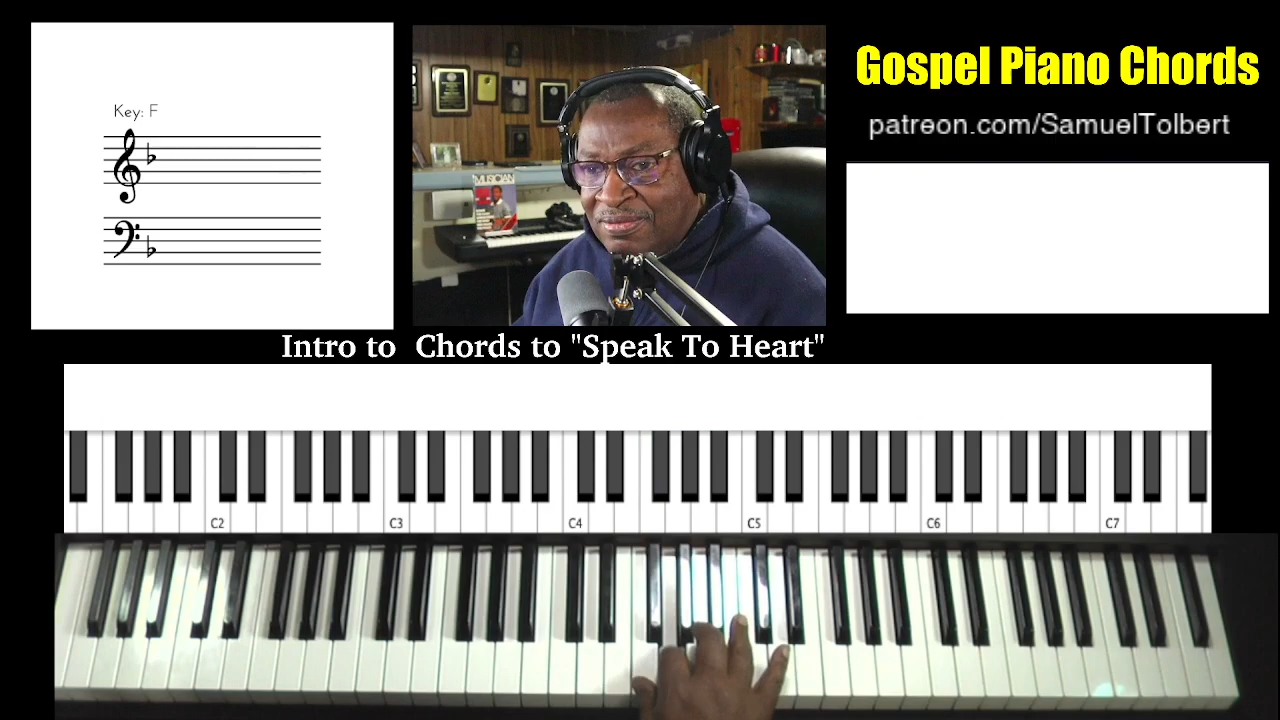 Gospel Piano Chords
patreon.com/SamuelTolbert
Key: F
MUSICIAN
Intro to Chords to "Speak To Heart"
C2 C3 C4 C5 C6 C7